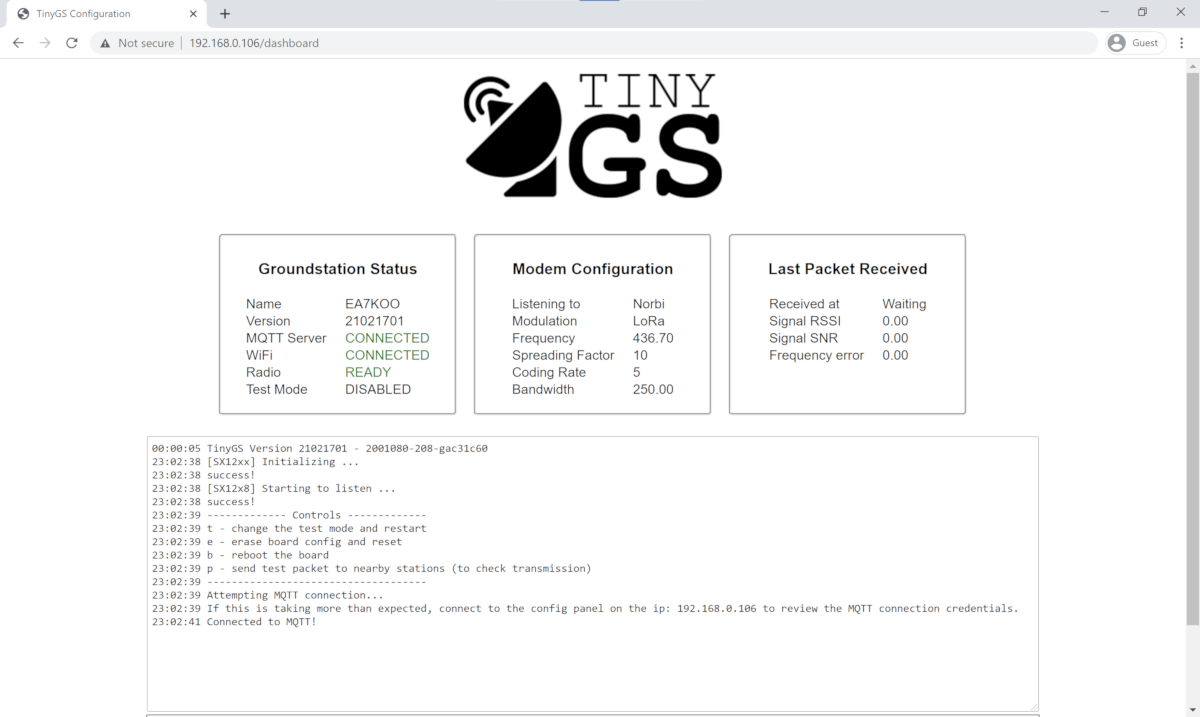 TinyGS Configuration
Not secure 192.168.0.106/dashboard Guest
TINY
GS
Groundstation Status
Name EA7KOO
Version 21021701
MQTT Server CONNECTED
WiFi CONNECTED
Radio READY
Test Mode DISABLED
Modem Configuration
Listening to Norbi
Modulation LoRa
Frequency 436.70
Spreading Factor 10
Coding Rate 5
Bandwidth 250.00
Last Packet Received
Received at Waiting
Signal RSSI 0.00
Signal SNR 0.00
Frequency error 0.00
00:00:05 TinyGS Version 21021701 - 2001080-208-gac31c60
23:02:38 [SX12xx] Initializing ...
23:02:38 success!
23:02:38 [SX12x8] Starting to listen ...
23:02:38 success!
23:02:39 ------------- Controls -------------
23:02:39 t - change the test mode and restart
23:02:39 e - erase board config and reset
23:02:39 b - reboot the board
23:02:39 p - send test packet to nearby stations (to check transmission)
23:02:39 ------------------------------------
23:02:39 Attempting MQTT connection...
23:02:39 If this is taking more than expected, connect to the config panel on the ip: 192.168.0.106 to review the MQTT connection credentials.
23:02:41 Connected to MQTT!